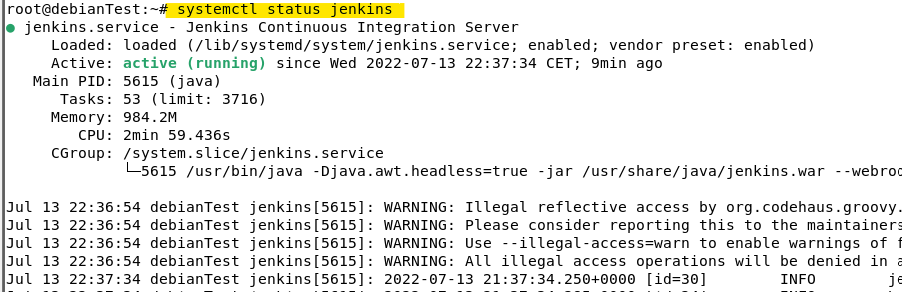 root@debianTest:~# systemctl status jenkins
● jenkins.service - Jenkins Continuous Integration Server
Loaded: loaded (/lib/systemd/system/jenkins.service; enabled; vendor preset: enabled)
Active: active (running) since Wed 2022-07-13 22:37:34 CET; 9min ago
Main PID: 5615 (java)
Tasks: 53 (limit: 3716)
Memory: 984.2M
CPU: 2min 59.436s
CGroup: /system.slice/jenkins.service
└─5615 /usr/bin/java -Djava.awt.headless=true -jar /usr/share/java/jenkins.war --webroo
Jul 13 22:36:54 debianTest jenkins[5615]: WARNING: Illegal reflective access by org.codehaus.groovy.
Jul 13 22:36:54 debianTest jenkins[5615]: WARNING: Please consider reporting this to the maintainers
Jul 13 22:36:54 debianTest jenkins[5615]: WARNING: Use --illegal-access=warn to enable warnings of f
Jul 13 22:36:54 debianTest jenkins[5615]: WARNING: All illegal access operations will be denied in a
Jul 13 22:37:34 debianTest jenkins[5615]: 2022-07-13 21:37:34.250+0000 [id=30] INFO je